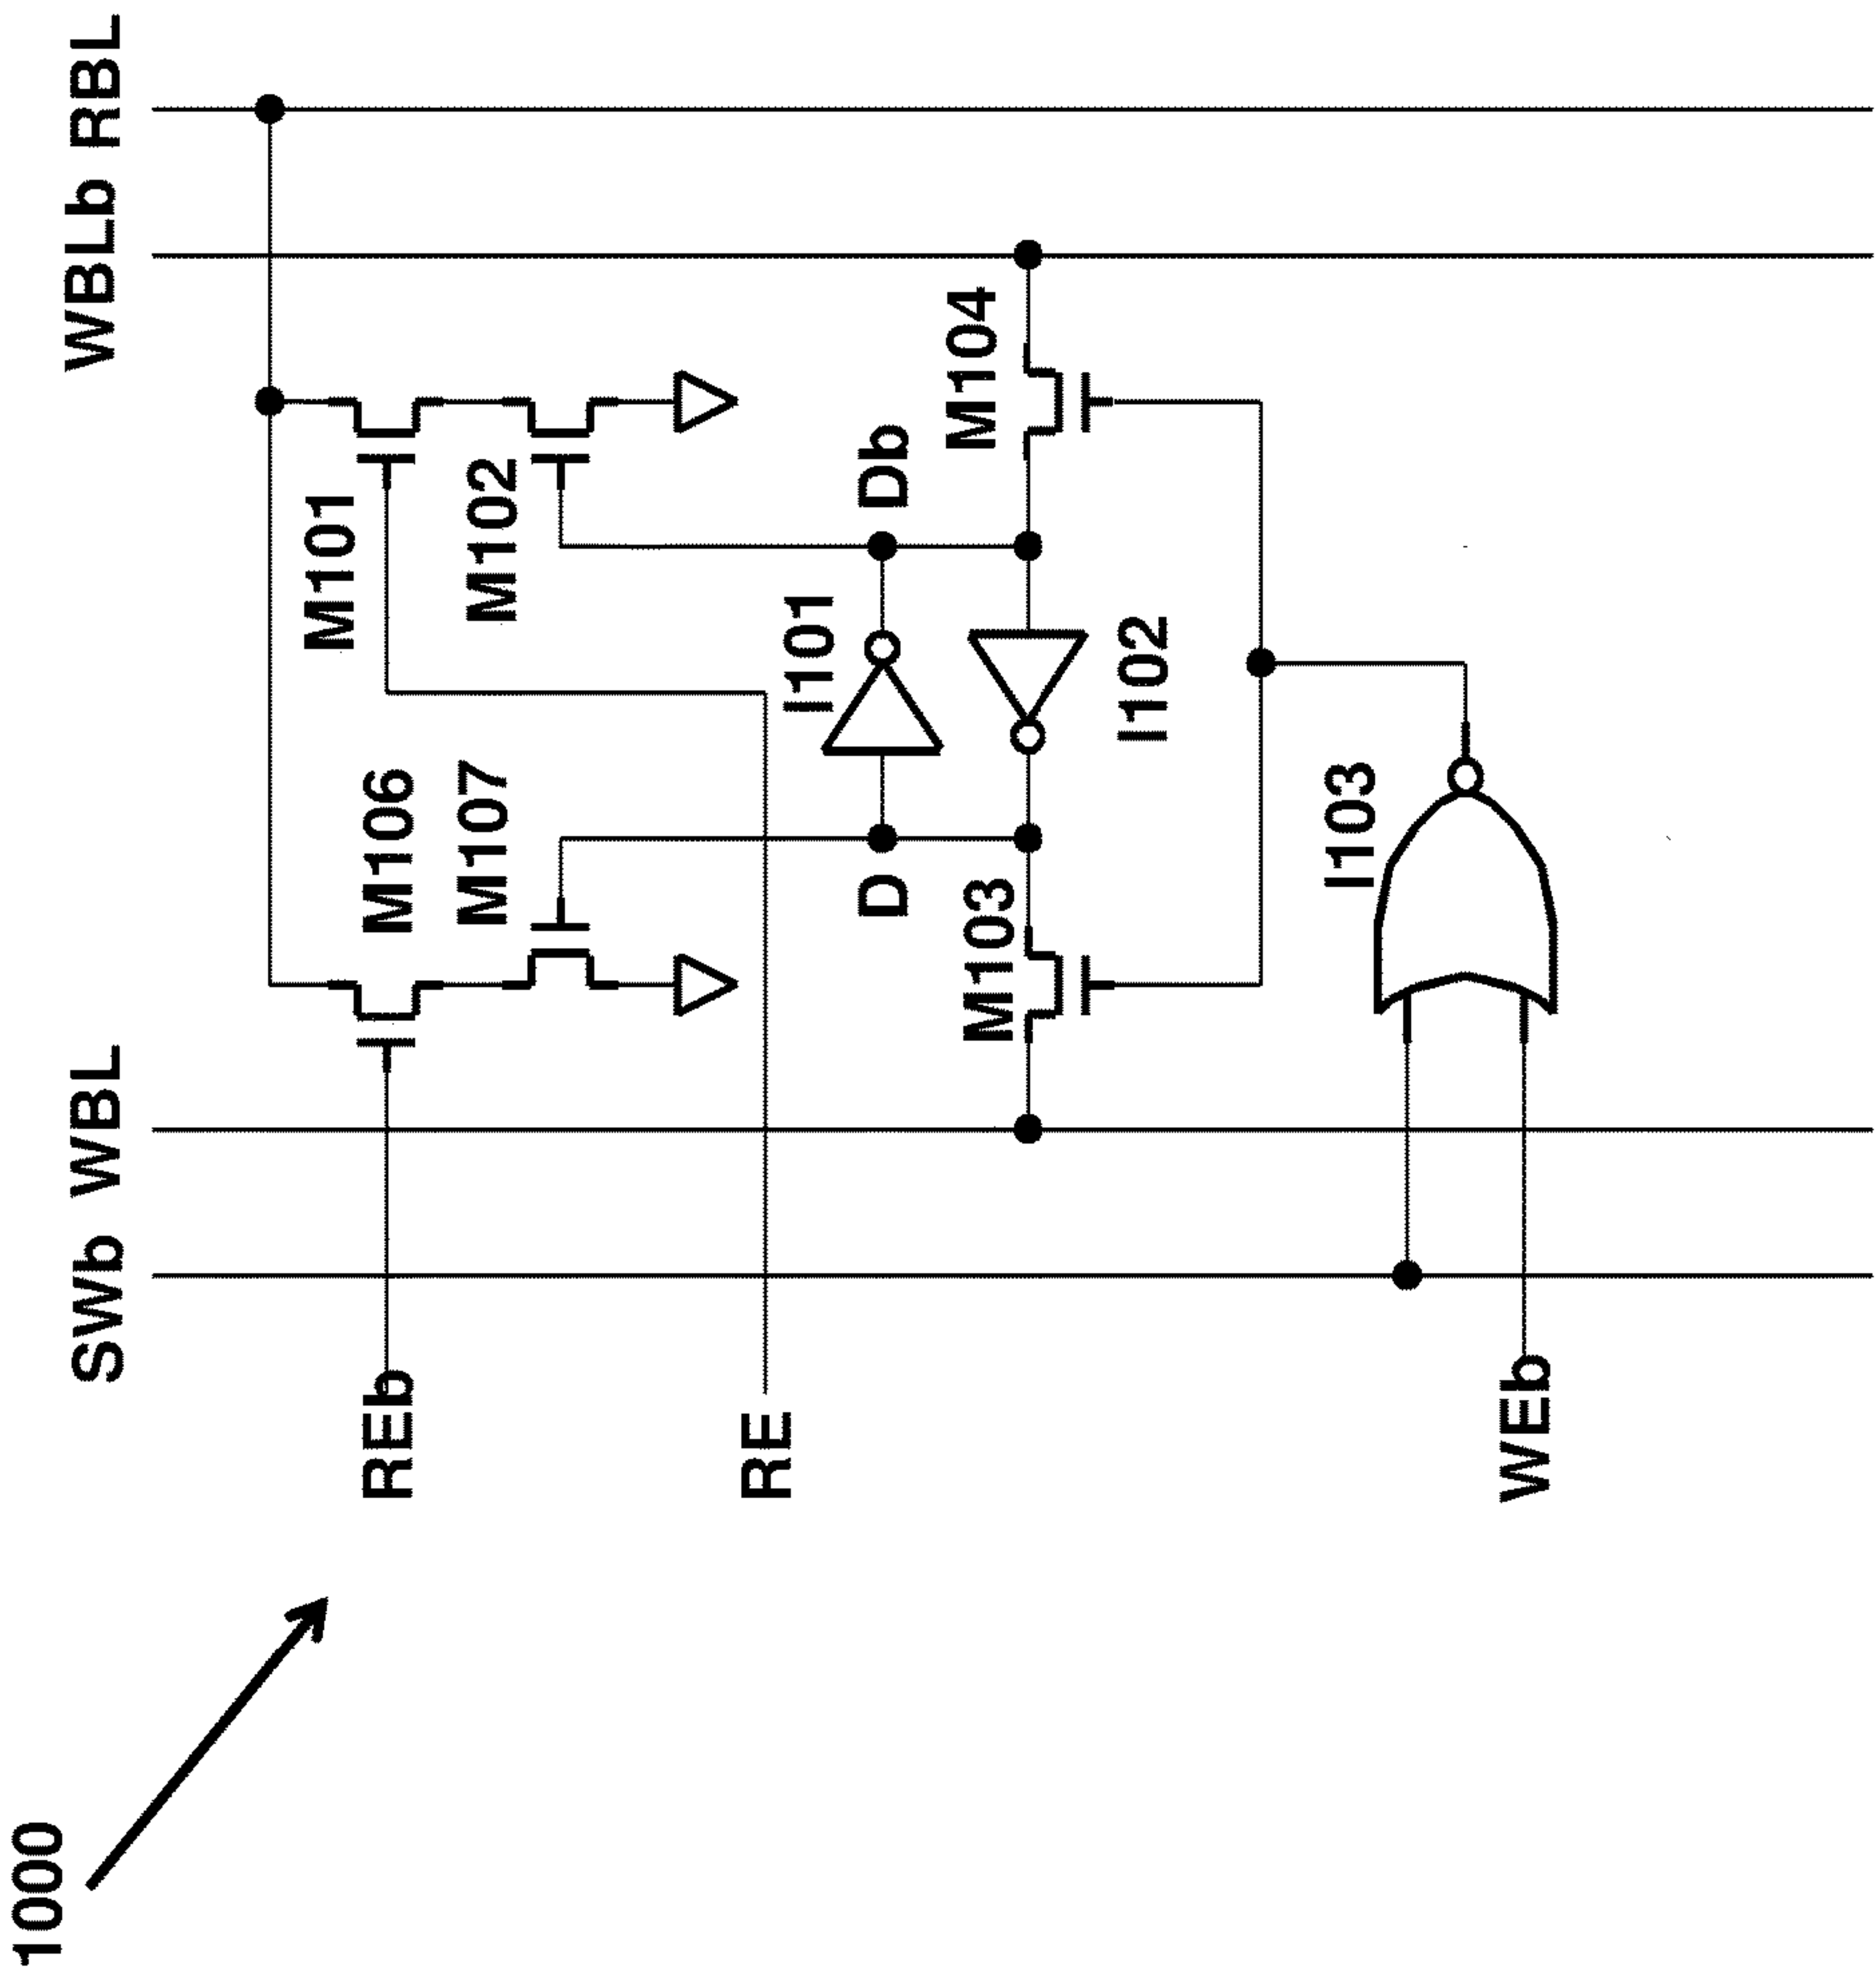 1000
SWb
WBL
WBLb
RBL
REb
M106
M107
M101
M102
RE
I101
D
Db
M103
M104
I102
I103
WEb